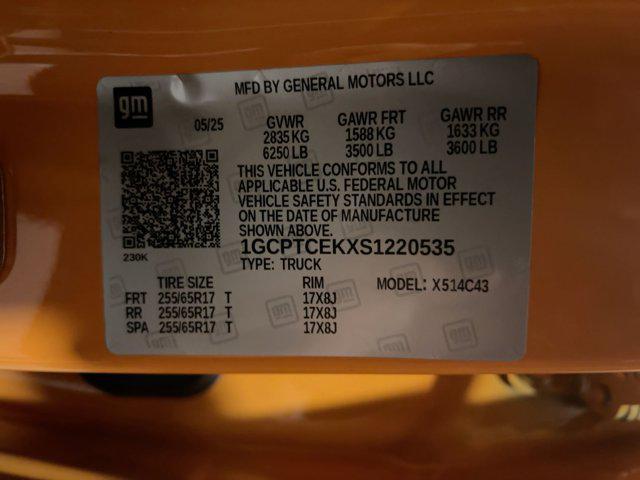 MFD BY GENERAL MOTORS LLC
gm
05/25
GVWR GAWR FRT GAWR RR
2835 KG 1588 KG 1633 KG
6250 LB 3500 LB 3600 LB
THIS VEHICLE CONFORMS TO ALL
APPLICABLE U.S. FEDERAL MOTOR
VEHICLE SAFETY STANDARDS IN EFFECT
ON THE DATE OF MANUFACTURE
SHOWN ABOVE.
1GCPTCEKXS1220535
230K
TYPE: TRUCK
TIRE SIZE RIM MODEL: X514C43
FRT 255/65R17 T 17X8J
RR 255/65R17 T 17X8J
SPA 255/65R17 T 17X8J